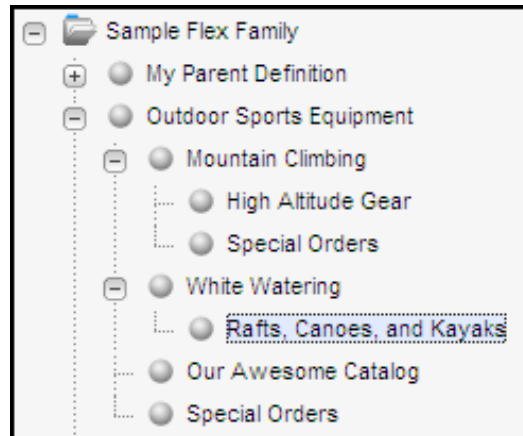 Sample Flex Family
My Parent Definition
Outdoor Sports Equipment
Mountain Climbing
High Altitude Gear
Special Orders
White Watering
Rafts, Canoes, and Kayaks
Our Awesome Catalog
Special Orders